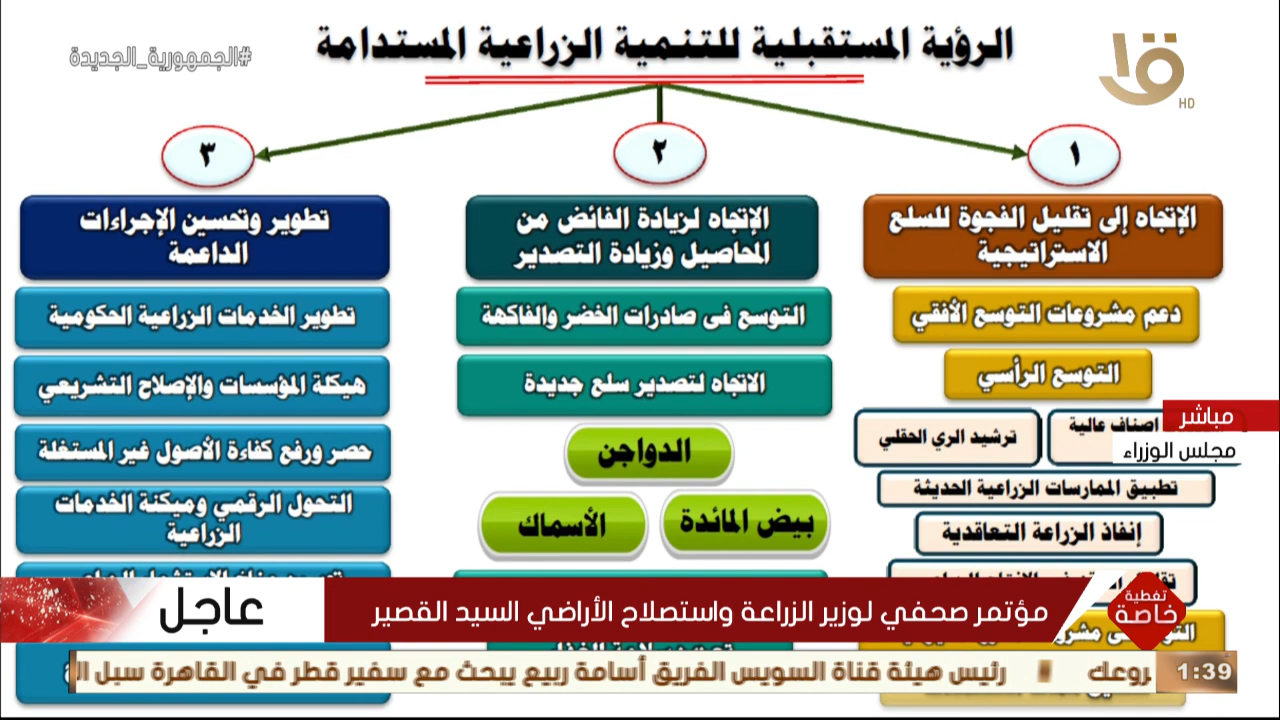 #الجمهورية_الجديدة
الرؤية المستقبلية للتنمية الزراعية المستدامة
HD
١
٢
٣
الإتجاه إلى تقليل الفجوة للسلع
الاستراتيجية
دعم مشروعات التوسع الأفقي
التوسع الرأسي
اصناف عالية
ترشيد الري الحقلي
تطبيق الممارسات الزراعية الحديثة
إنفاذ الزراعة التعاقدية
الإتجاه لزيادة الفائض من
المحاصيل وزيادة التصدير
التوسع فى صادرات الخضر والفاكهة
الاتجاه لتصدير سلع جديدة
الدواجن
بيض المائدة
الأسماك
تطوير وتحسين الإجراءات
الداعمة
تطوير الخدمات الزراعية الحكومية
هيكلة المؤسسات والإصلاح التشريعي
حصر ورفع كفاءة الأصول غير المستغلة
التحول الرقمي وميكنة الخدمات
الزراعية
مباشر
مجلس الوزراء
تغطية
خاصة
مؤتمر صحفي لوزير الزراعة واستصلاح الأراضي السيد القصير
عاجل
1:39
رئيس هيئة قناة السويس الفريق أسامة ربيع يبحث مع سفير قطر في القاهرة سبل